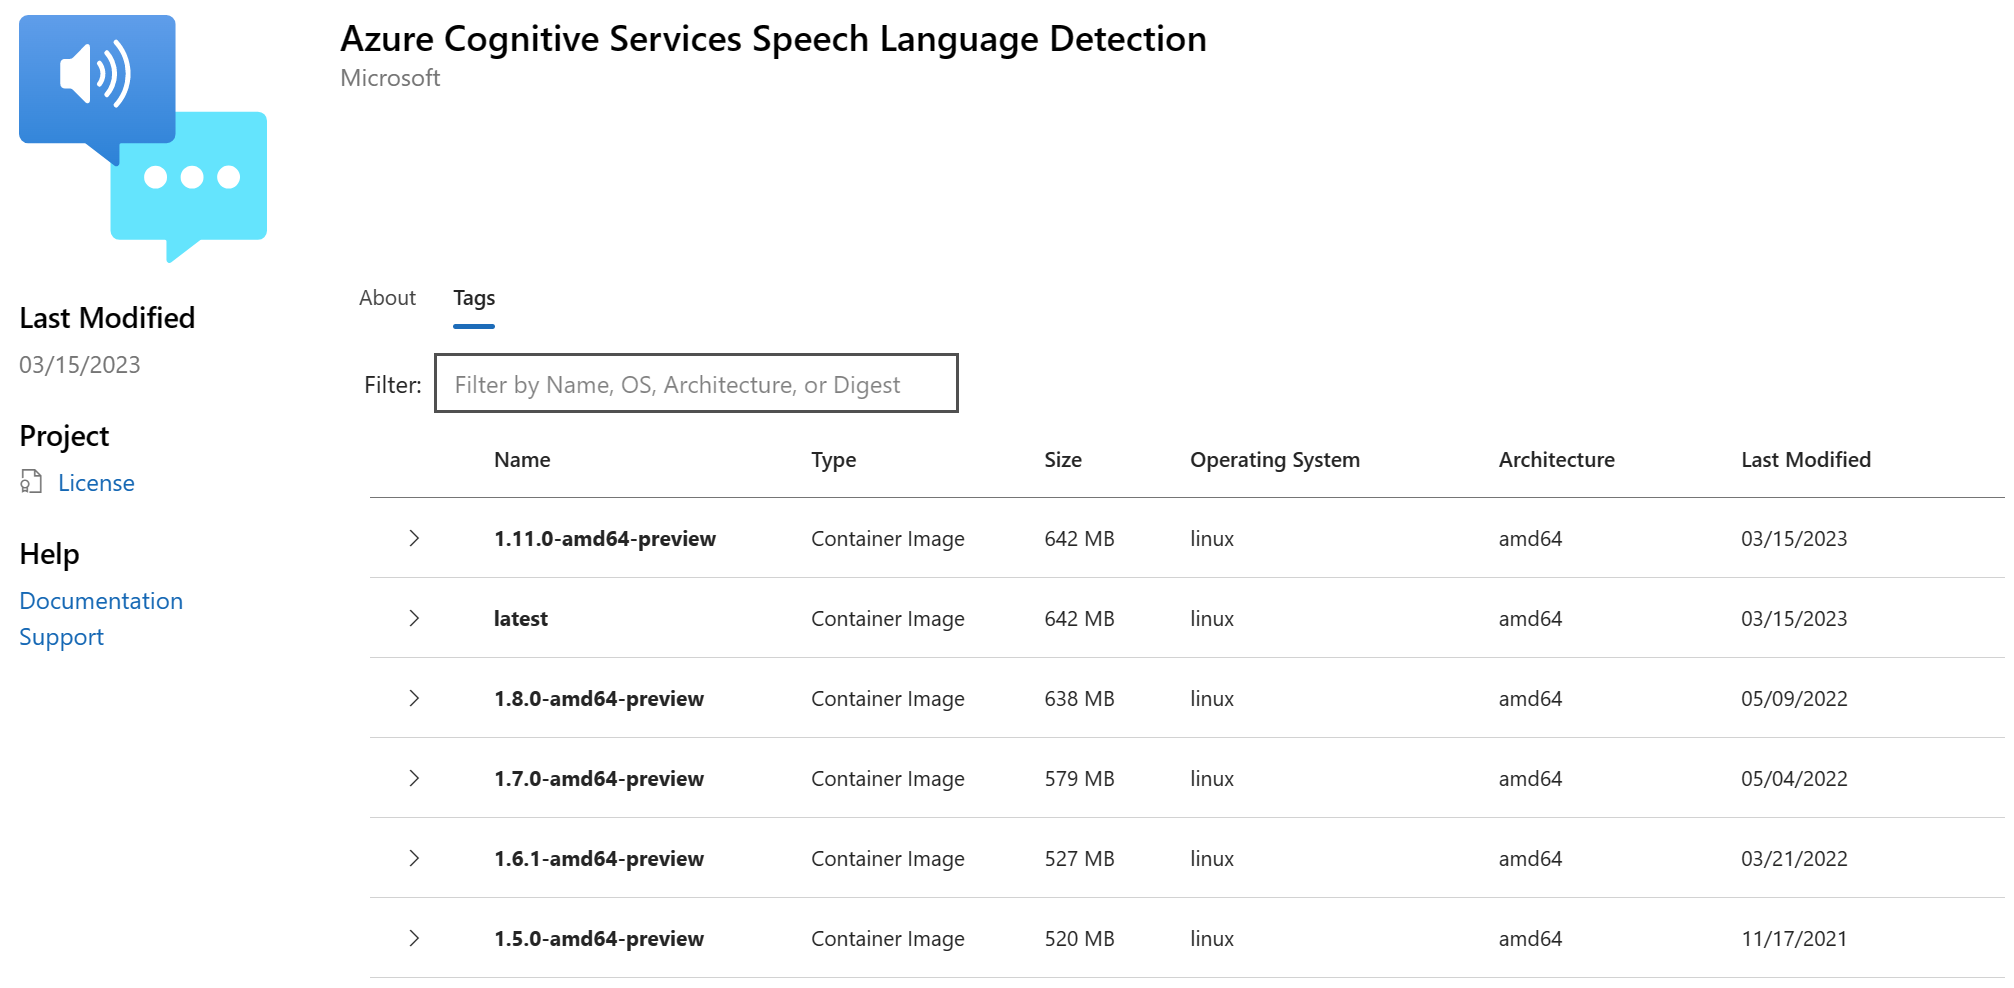 Azure Cognitive Services Speech Language Detection
Microsoft
Last Modified
03/15/2023
Project
License
Help
Documentation
Support
About Tags
Filter: Filter by Name, OS, Architecture, or Digest
Name Type Size Operating System Architecture Last Modified
1.11.0-amd64-preview Container Image 642 MB linux amd64 03/15/2023
latest Container Image 642 MB linux amd64 03/15/2023
1.8.0-amd64-preview Container Image 638 MB linux amd64 05/09/2022
1.7.0-amd64-preview Container Image 579 MB linux amd64 05/04/2022
1.6.1-amd64-preview Container Image 527 MB linux amd64 03/21/2022
1.5.0-amd64-preview Container Image 520 MB linux amd64 11/17/2021